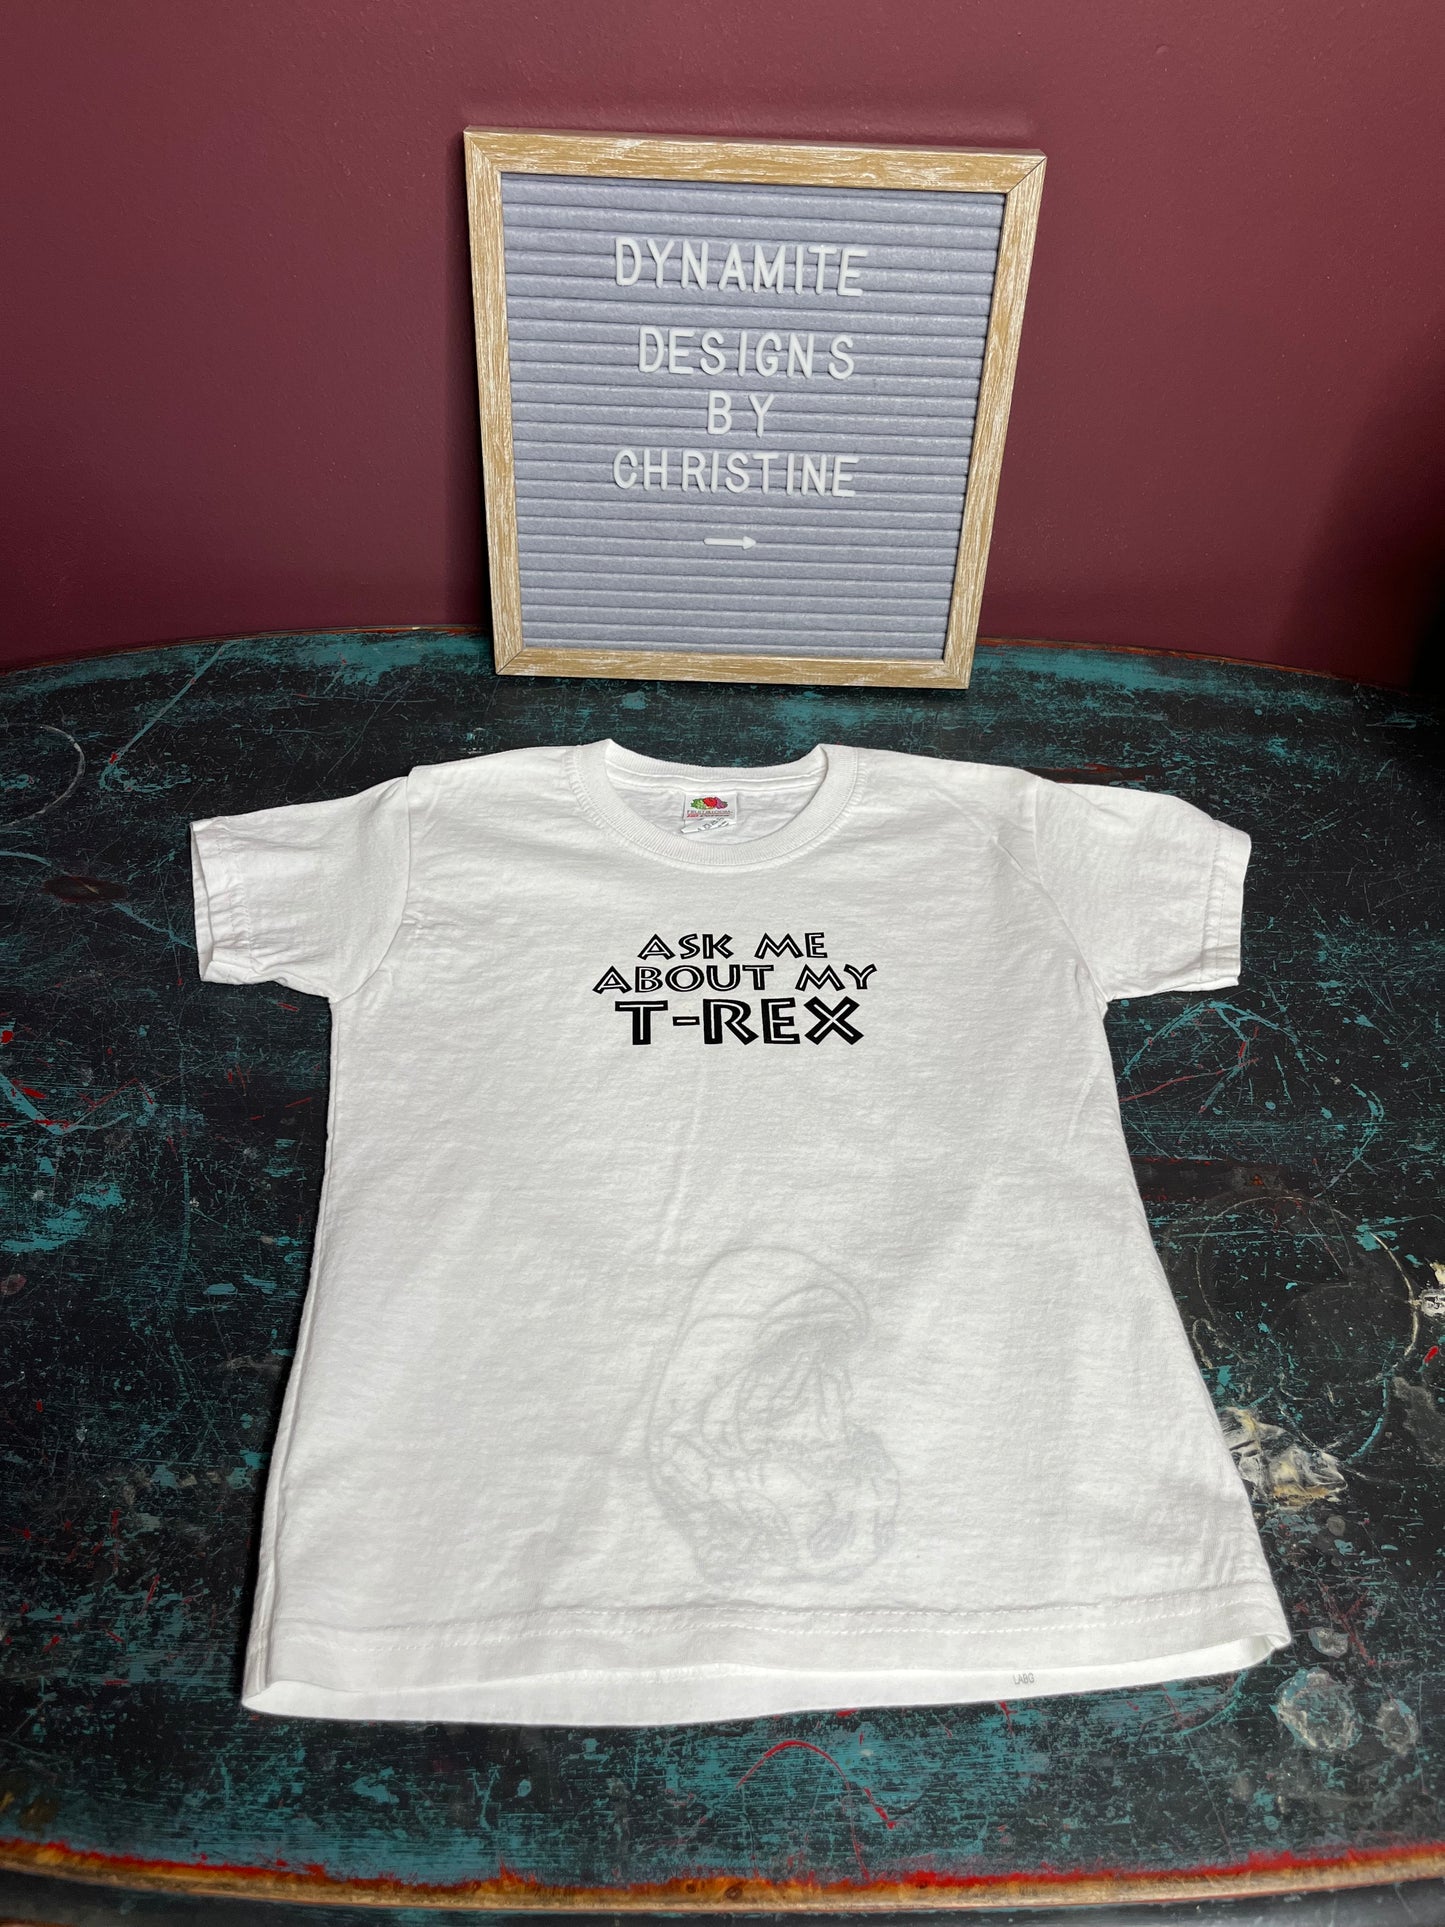 DYNAMITE
DESIGNS
BY
CHRISTINE
ASK ME
ABOUT MY
T-REX